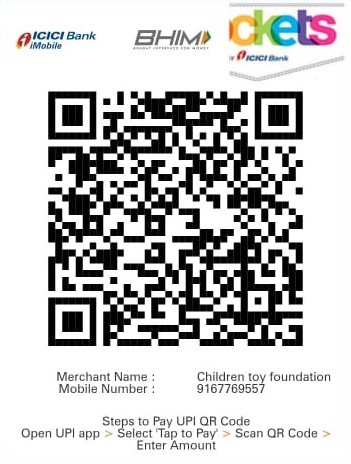 ICICI Bank
iMobile
BHIM
BHARAT INTERFACE FOR MONEY
ckets
ICICI Bank
Merchant Name : Children toy foundation
Mobile Number : 9167769557
Steps to Pay UPI QR Code
Open UPI app > Select 'Tap to Pay' > Scan QR Code >
Enter Amount